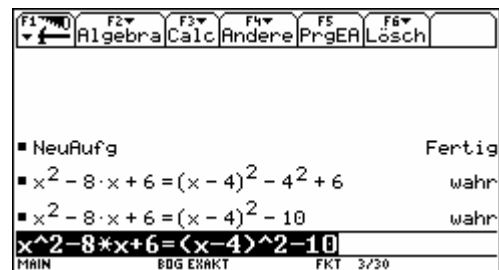 F1 F2 F3 F4 F5 F6
Algebra Calc Andere PrgEA Lösch
NeuAufg Fertig
x² - 8·x + 6 = (x - 4)² - 4² + 6 wahr
x² - 8·x + 6 = (x - 4)² - 10 wahr
x^2-8*x+6=(x-4)^2-10
MAIN BOG EXAKT FKT 3/30